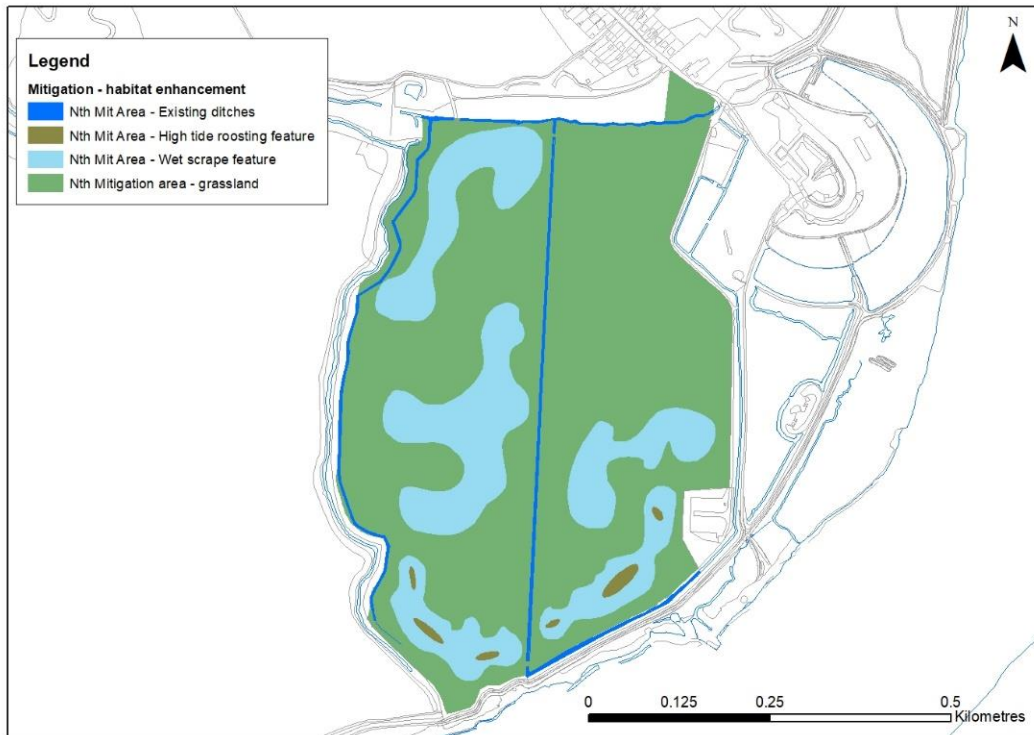 Legend
Mitigation - habitat enhancement
Nth Mit Area - Existing ditches
Nth Mit Area - High tide roosting feature
Nth Mit Area - Wet scrape feature
Nth Mitigation area - grassland
N
0 0.125 0.25 0.5
Kilometres